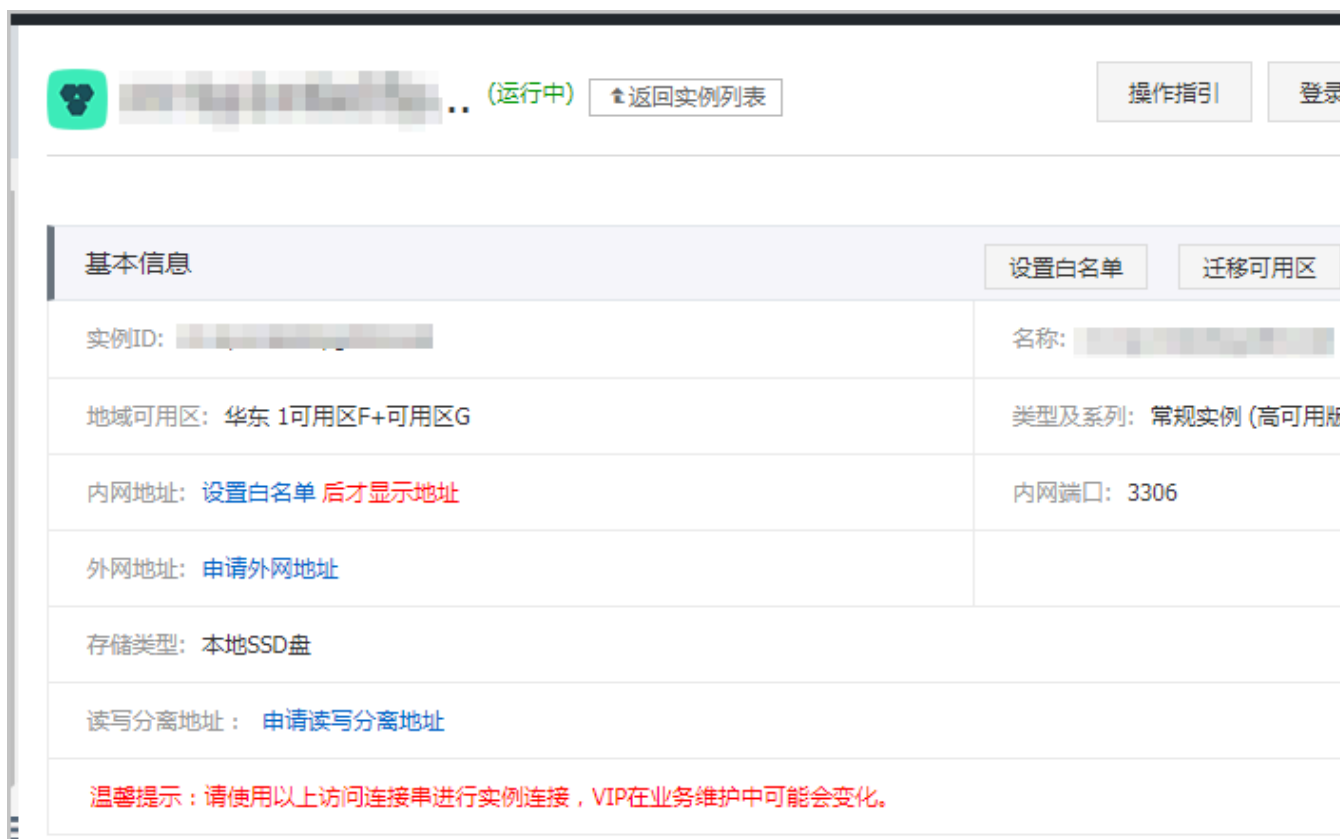 .. (运行中) 返回实例列表 操作指引 登录
基本信息 设置白名单 迁移可用区
实例ID: 名称:
地域可用区: 华东 1可用区F+可用区G 类型及系列: 常规实例 (高可用版
内网地址: 设置白名单 后才显示地址 内网端口: 3306
外网地址: 申请外网地址
存储类型: 本地SSD盘
读写分离地址： 申请读写分离地址
温馨提示：请使用以上访问连接串进行实例连接，VIP在业务维护中可能会变化。